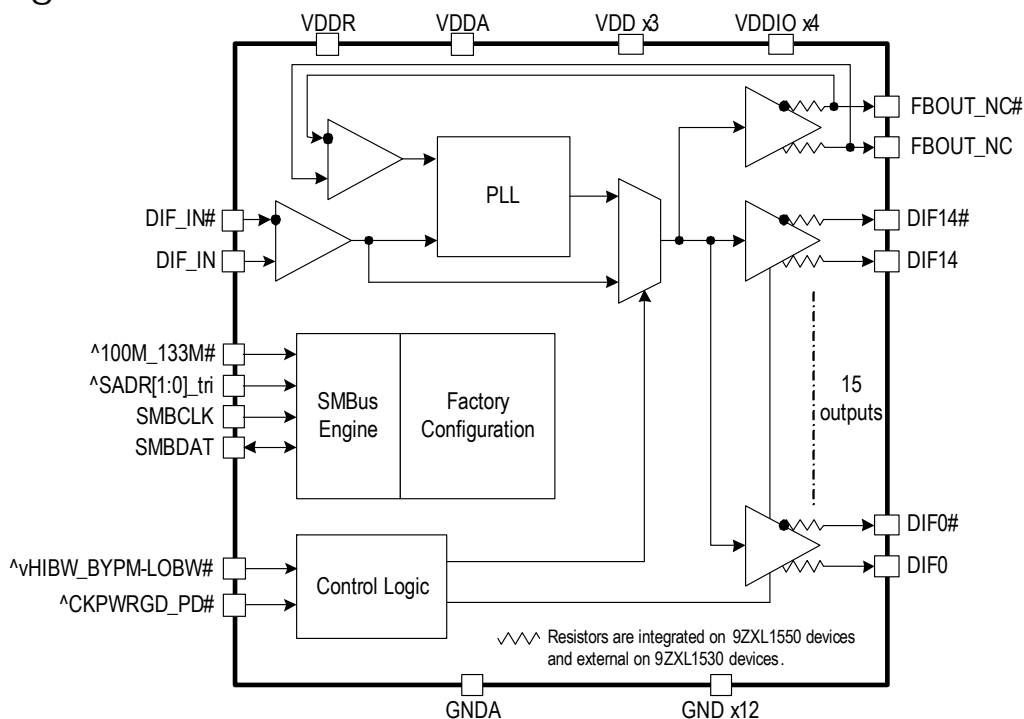 VDDR
VDDA
VDD x3
VDDIO x4
FBOUT_NC#
FBOUT_NC
PLL
DIF_IN#
DIF_IN
DIF14#
DIF14
^100M_133M#
^SADR[1:0]_tri
SMBCLK
SMBDAT
SMBus
Engine
Factory
Configuration
15
outputs
DIF0#
DIF0
^vHIBW_BYPM-LOBW#
^CKPWRGD_PD#
Control Logic
Resistors are integrated on 9ZXL1550 devices
and external on 9ZXL1530 devices.
GNDA
GND x12